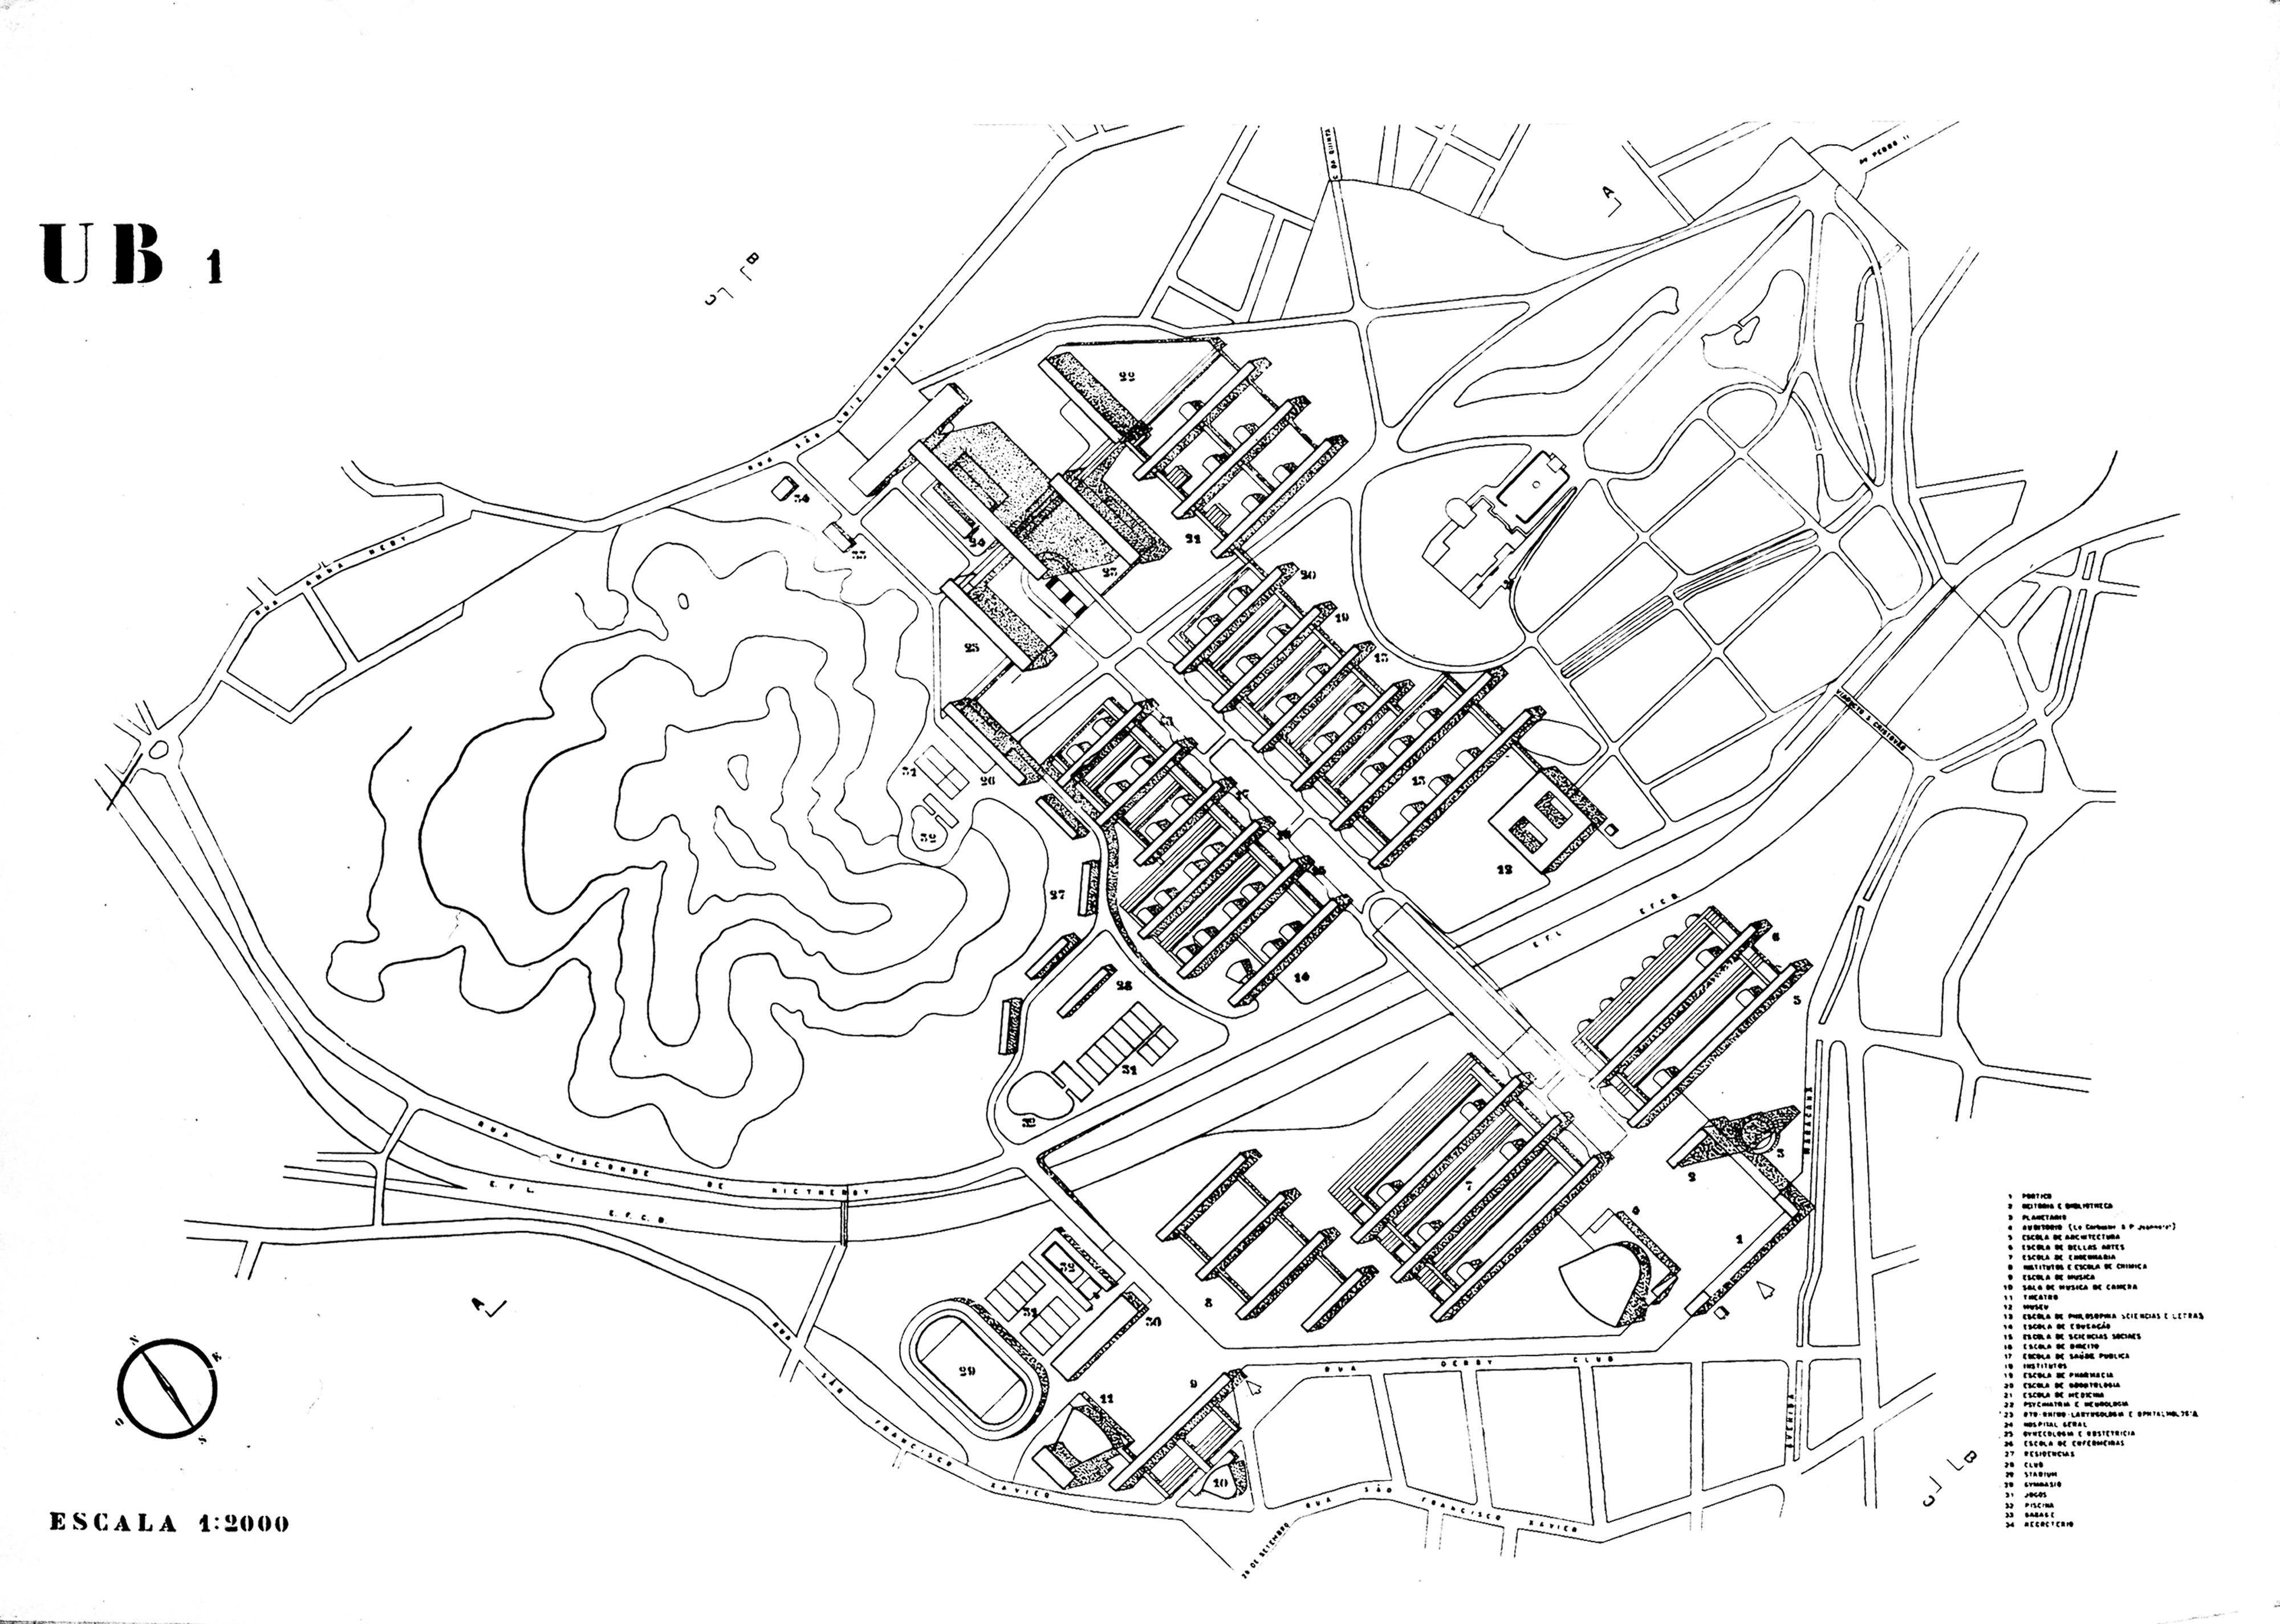 UB 1
C DA QUINTA
AV PEDRO II
A
B
RUA SÃO LUIZ GONZAGA
RUA ANNA NERY
22
34
33
24
23
21
25
20
19
VIADUCTO S. CHRISTOVÃO
31
26
32
13
12
27
E F C B
E F L
6
5
28
14
31
32
RUA VISCONDE DE NICTHEROY
E. F. L.
E. F. C. B.
7
3
2
1
8
MARACANÃ
AVENIDA
32
31
30
29
RUA DERBY CLUB
9
11
10
RUA SÃO FRANCISCO XAVIER
RUA SÃO FRANCISCO XAVIER
28 DE SETEMBRO
A
B
N
E
S
O
ESCALA 1:2000
1 PORTICO
2 REITORIA E BIBLIOTHECA
3 PLANETARIO
4 AUDITORIO (Le Corbusier & P Jeanneret)
5 ESCOLA DE ARCHITECTURA
6 ESCOLA DE BELLAS ARTES
7 ESCOLA DE ENGENHARIA
8 INSTITUTOS E ESCOLA DE CHIMICA
9 ESCOLA DE MUSICA
10 SALA DE MUSICA DE CAMERA
11 THEATRO
12 MUSEU
13 ESCOLA DE PHILOSOPHIA SCIENCIAS E LETRAS
14 ESCOLA DE EDUCAÇÃO
15 ESCOLA DE SCIENCIAS SOCIAES
16 ESCOLA DE DIREITO
17 ESCOLA DE SAÚDE PUBLICA
18 INSTITUTOS
19 ESCOLA DE PHARMACIA
20 ESCOLA DE ODONTOLOGIA
21 ESCOLA DE MEDICINA
22 PSYCHIATRIA E NEUROLOGIA
23 OTO-RHINO-LARYNGOLOGIA E OPHTALMOLOGIA
24 HOSPITAL GERAL
25 GYNECOLOGIA E OBSTETRICIA
26 ESCOLA DE ENFERMEIRAS
27 RESIDENCIAS
28 CLUB
29 STADIUM
30 GYMNASIO
31 JOGOS
32 PISCINA
33 GARAGE
34 NECROTERIO